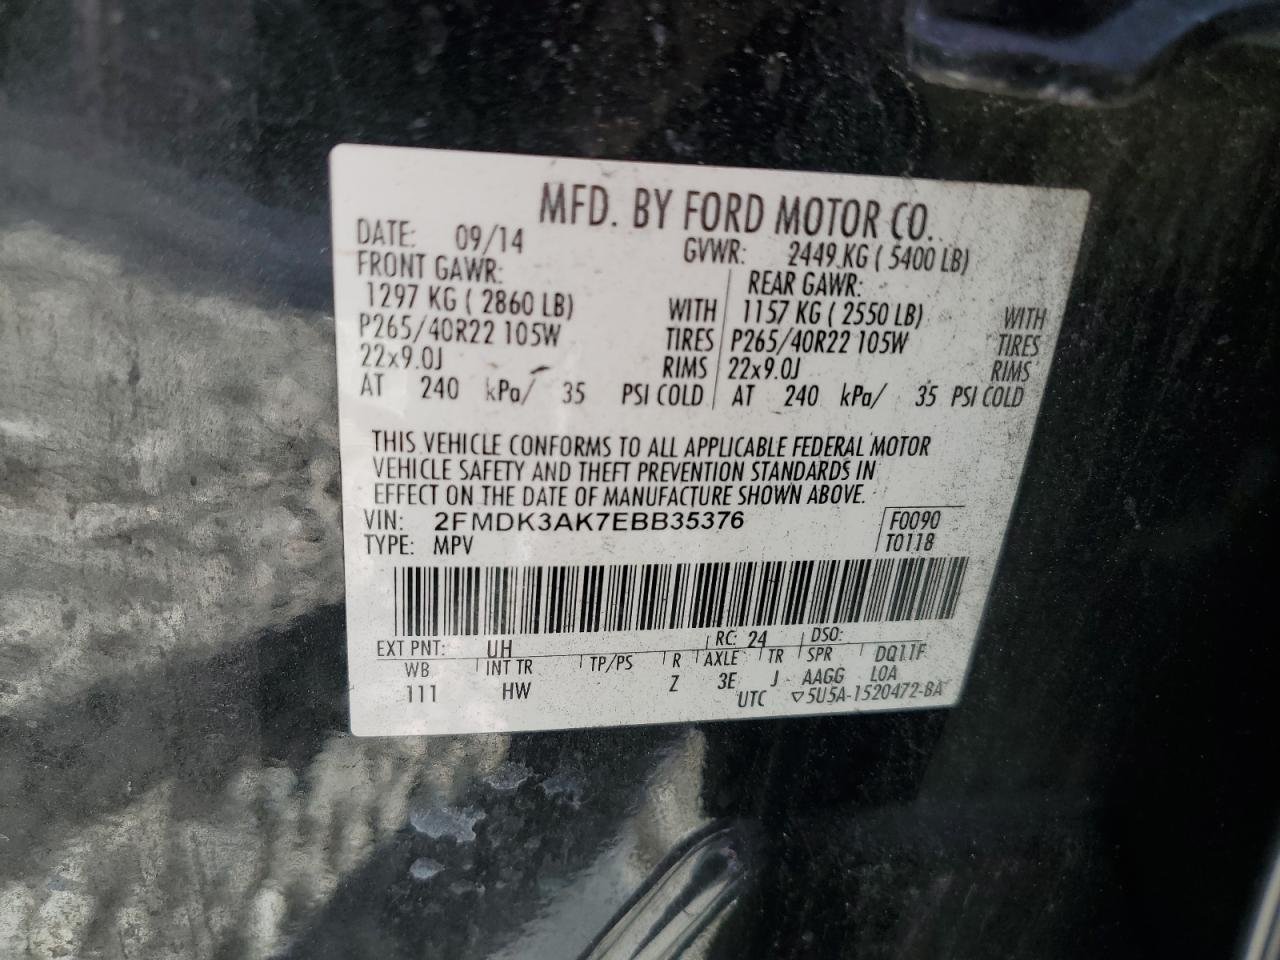 MFD. BY FORD MOTOR CO.
DATE: 09/14 GVWR: 2449 KG ( 5400 LB)
FRONT GAWR: REAR GAWR:
1297 KG ( 2860 LB) WITH 1157 KG ( 2550 LB) WITH
P265/40R22 105W TIRES P265/40R22 105W TIRES
22x9.0J RIMS 22x9.0J RIMS
AT 240 kPa/ 35 PSI COLD AT 240 kPa/ 35 PSI COLD
THIS VEHICLE CONFORMS TO ALL APPLICABLE FEDERAL MOTOR
VEHICLE SAFETY AND THEFT PREVENTION STANDARDS IN
EFFECT ON THE DATE OF MANUFACTURE SHOWN ABOVE.
VIN: 2FMDK3AK7EBB35376 F0090
TYPE: MPV T0118
EXT PNT: UH RC: 24 DSO:
WB INT TR TP/PS R AXLE TR SPR DQ11F
111 HW Z 3E J AAGG LOA
UTC ▽5U5A-1520472-BA